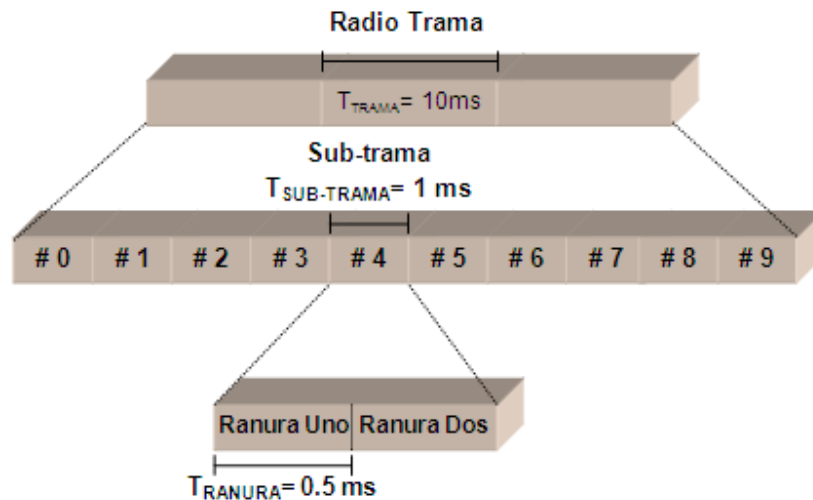 Radio Trama
TTRAMA= 10ms
Sub-trama
TSUB-TRAMA= 1 ms
# 0 # 1 # 2 # 3 # 4 # 5 # 6 # 7 # 8 # 9
Ranura Uno Ranura Dos
TRANURA= 0.5 ms